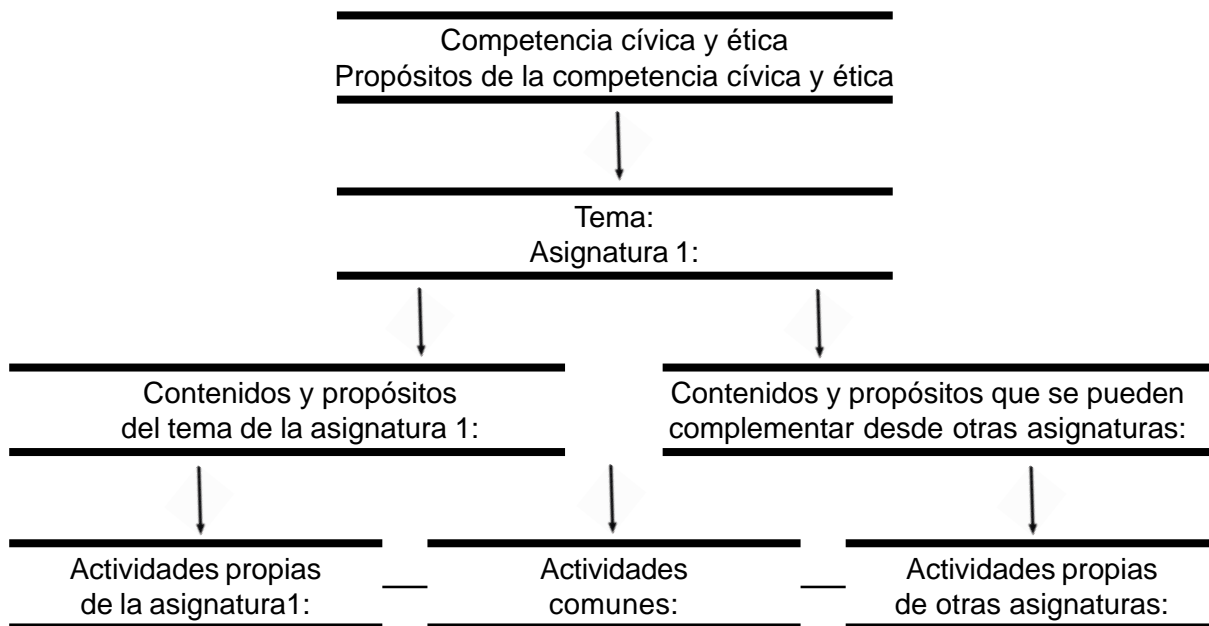 Competencia cívica y ética
Propósitos de la competencia cívica y ética
Tema:
Asignatura 1:
Contenidos y propósitos
del tema de la asignatura 1:
Contenidos y propósitos que se pueden
complementar desde otras asignaturas:
Actividades propias
de la asignatura1:
Actividades
comunes:
Actividades propias
de otras asignaturas: